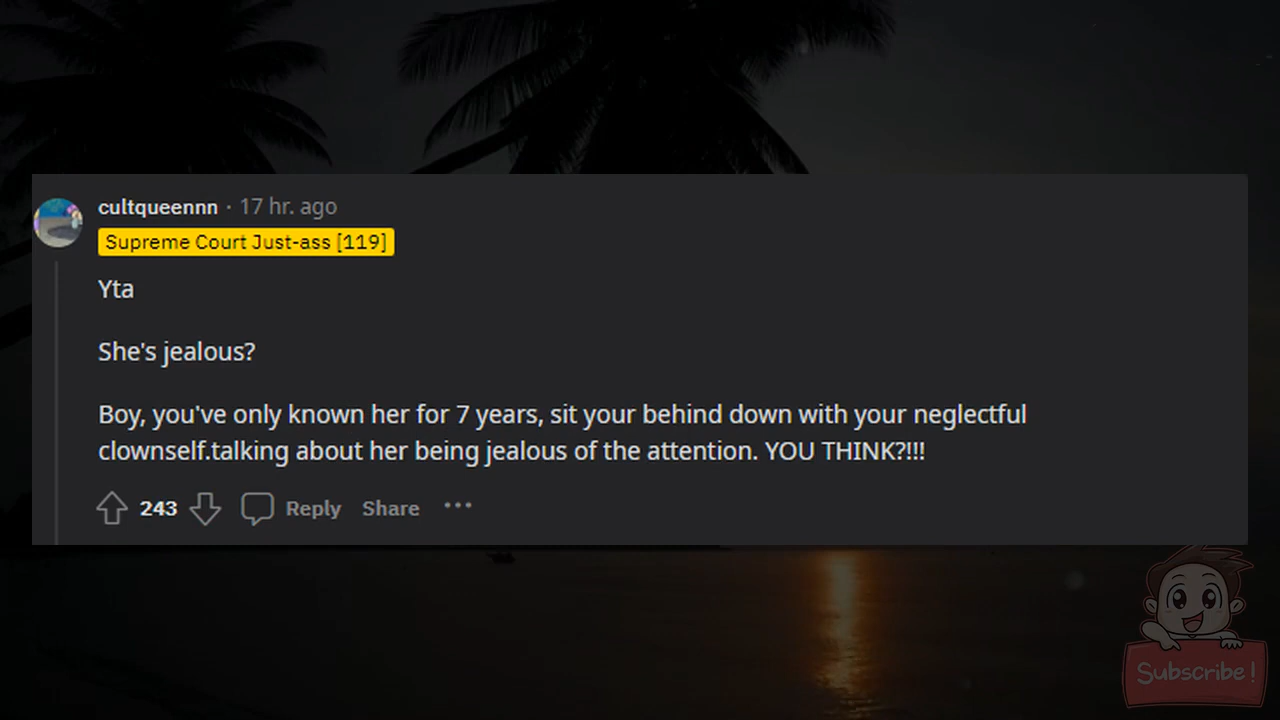 cultqueennn · 17 hr. ago
Supreme Court Just-ass [119]
Yta
She's jealous?
Boy, you've only known her for 7 years, sit your behind down with your neglectful
clownself.talking about her being jealous of the attention. YOU THINK?!!!
243 Reply Share ···
Subscribe!